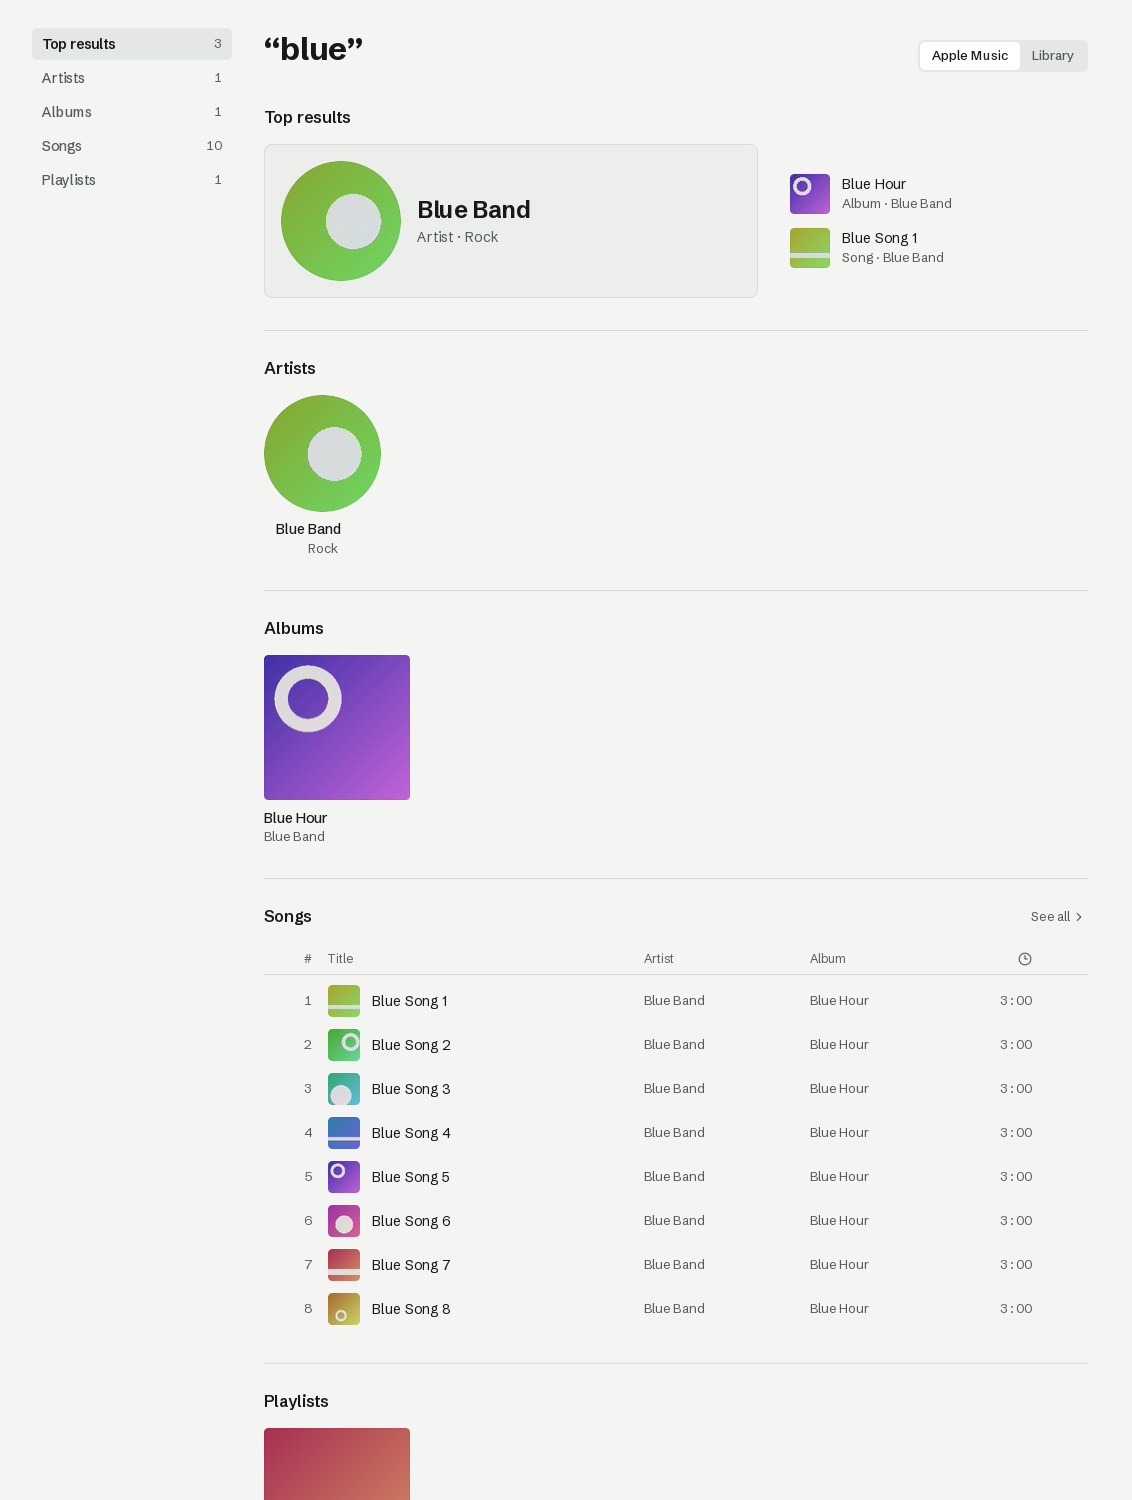 Top results 3
Artists 1
Albums 1
Songs 10
Playlists 1
“blue”
Apple Music Library
Top results
Blue Band
Artist · Rock
Blue Hour
Album · Blue Band
Blue Song 1
Song · Blue Band
Artists
Blue Band
Rock
Albums
Blue Hour
Blue Band
Songs See all
# Title Artist Album
1 Blue Song 1 Blue Band Blue Hour 3:00
2 Blue Song 2 Blue Band Blue Hour 3:00
3 Blue Song 3 Blue Band Blue Hour 3:00
4 Blue Song 4 Blue Band Blue Hour 3:00
5 Blue Song 5 Blue Band Blue Hour 3:00
6 Blue Song 6 Blue Band Blue Hour 3:00
7 Blue Song 7 Blue Band Blue Hour 3:00
8 Blue Song 8 Blue Band Blue Hour 3:00
Playlists